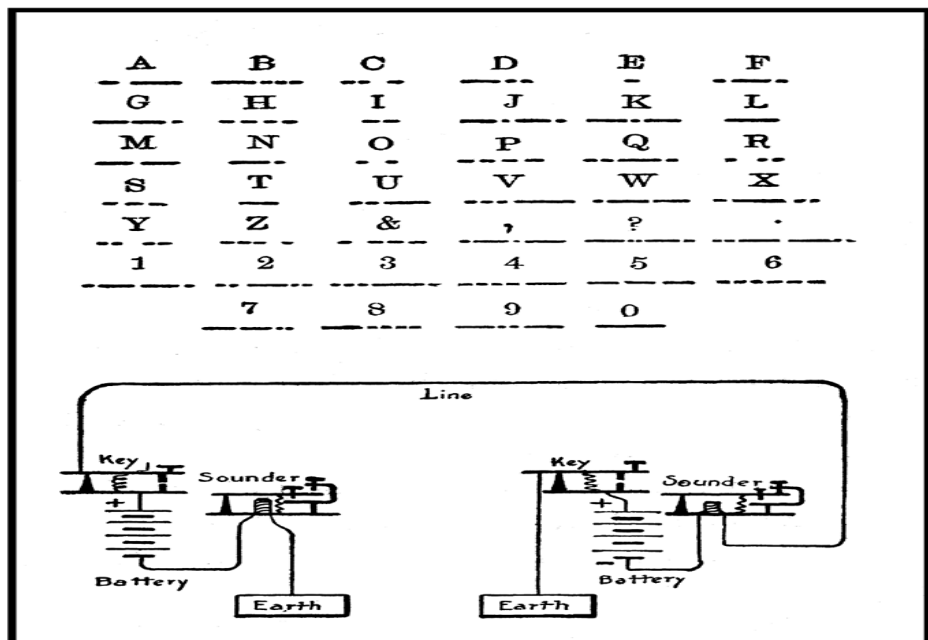 A B C D E F
G H I J K L
M N O P Q R
S T U V W X
Y Z & , ? .
1 2 3 4 5 6
7 8 9 0
Line
Key Key
Sounder Sounder
+ +
Battery - Battery
Earth Earth